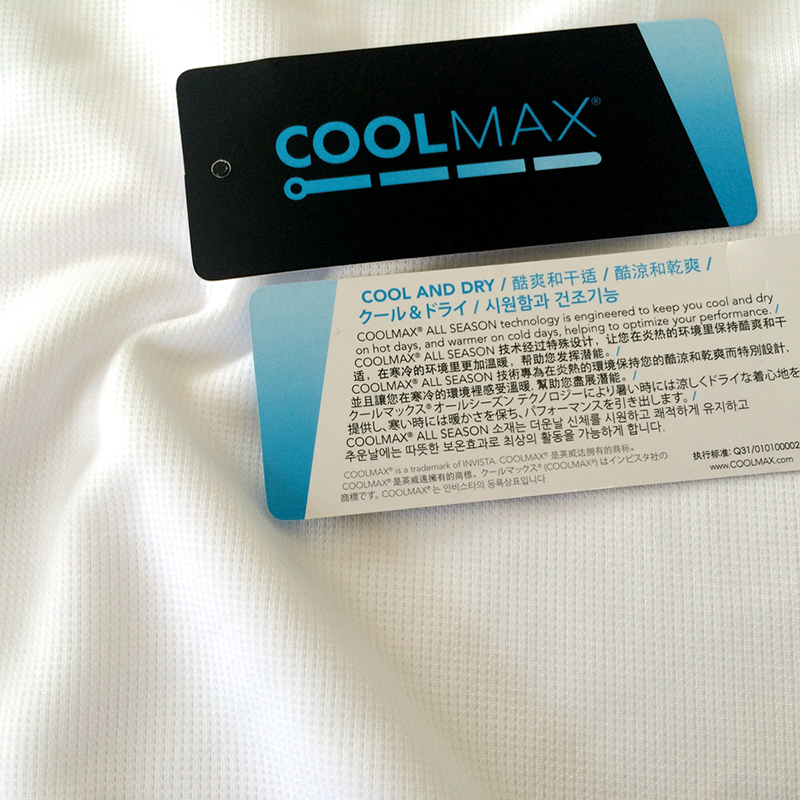 COOLMAX®
COOL AND DRY / 酷爽和干适 / 酷涼和乾爽 /
クール＆ドライ / 시원함과 건조기능
COOLMAX® ALL SEASON technology is engineered to keep you cool and dry
on hot days, and warmer on cold days, helping to optimize your performance. /
COOLMAX® ALL SEASON 技术经过特殊设计，让您在炎热的环境里保持酷爽和干
适，在寒冷的环境里更加温暖，帮助您发挥潜能。/
COOLMAX® ALL SEASON 技術專為在炎熱的環境保持您的酷涼和乾爽而特別設計，
並且讓您在寒冷的環境裡感受溫暖，幫助您盡展潛能。/
クールマックス®オールシーズン テクノロジーにより暑い時には涼しくドライな着心地を
提供し、寒い時には暖かさを保ち、パフォーマンスを引き出します。/
COOLMAX® ALL SEASON 소재는 더운날 신체를 시원하고 쾌적하게 유지하고
추운날에는 따뜻한 보온효과로 최상의 활동을 가능하게 합니다.
COOLMAX® is a trademark of INVISTA. COOLMAX® 是英威达拥有的商标。
COOLMAX® 是英威達擁有的商標。クールマックス® (COOLMAX®) はインビスタ社の
商標です。COOLMAX®는 인비스타의 등록상표입니다.
执行标准: Q31/010100002
www.COOLMAX.com